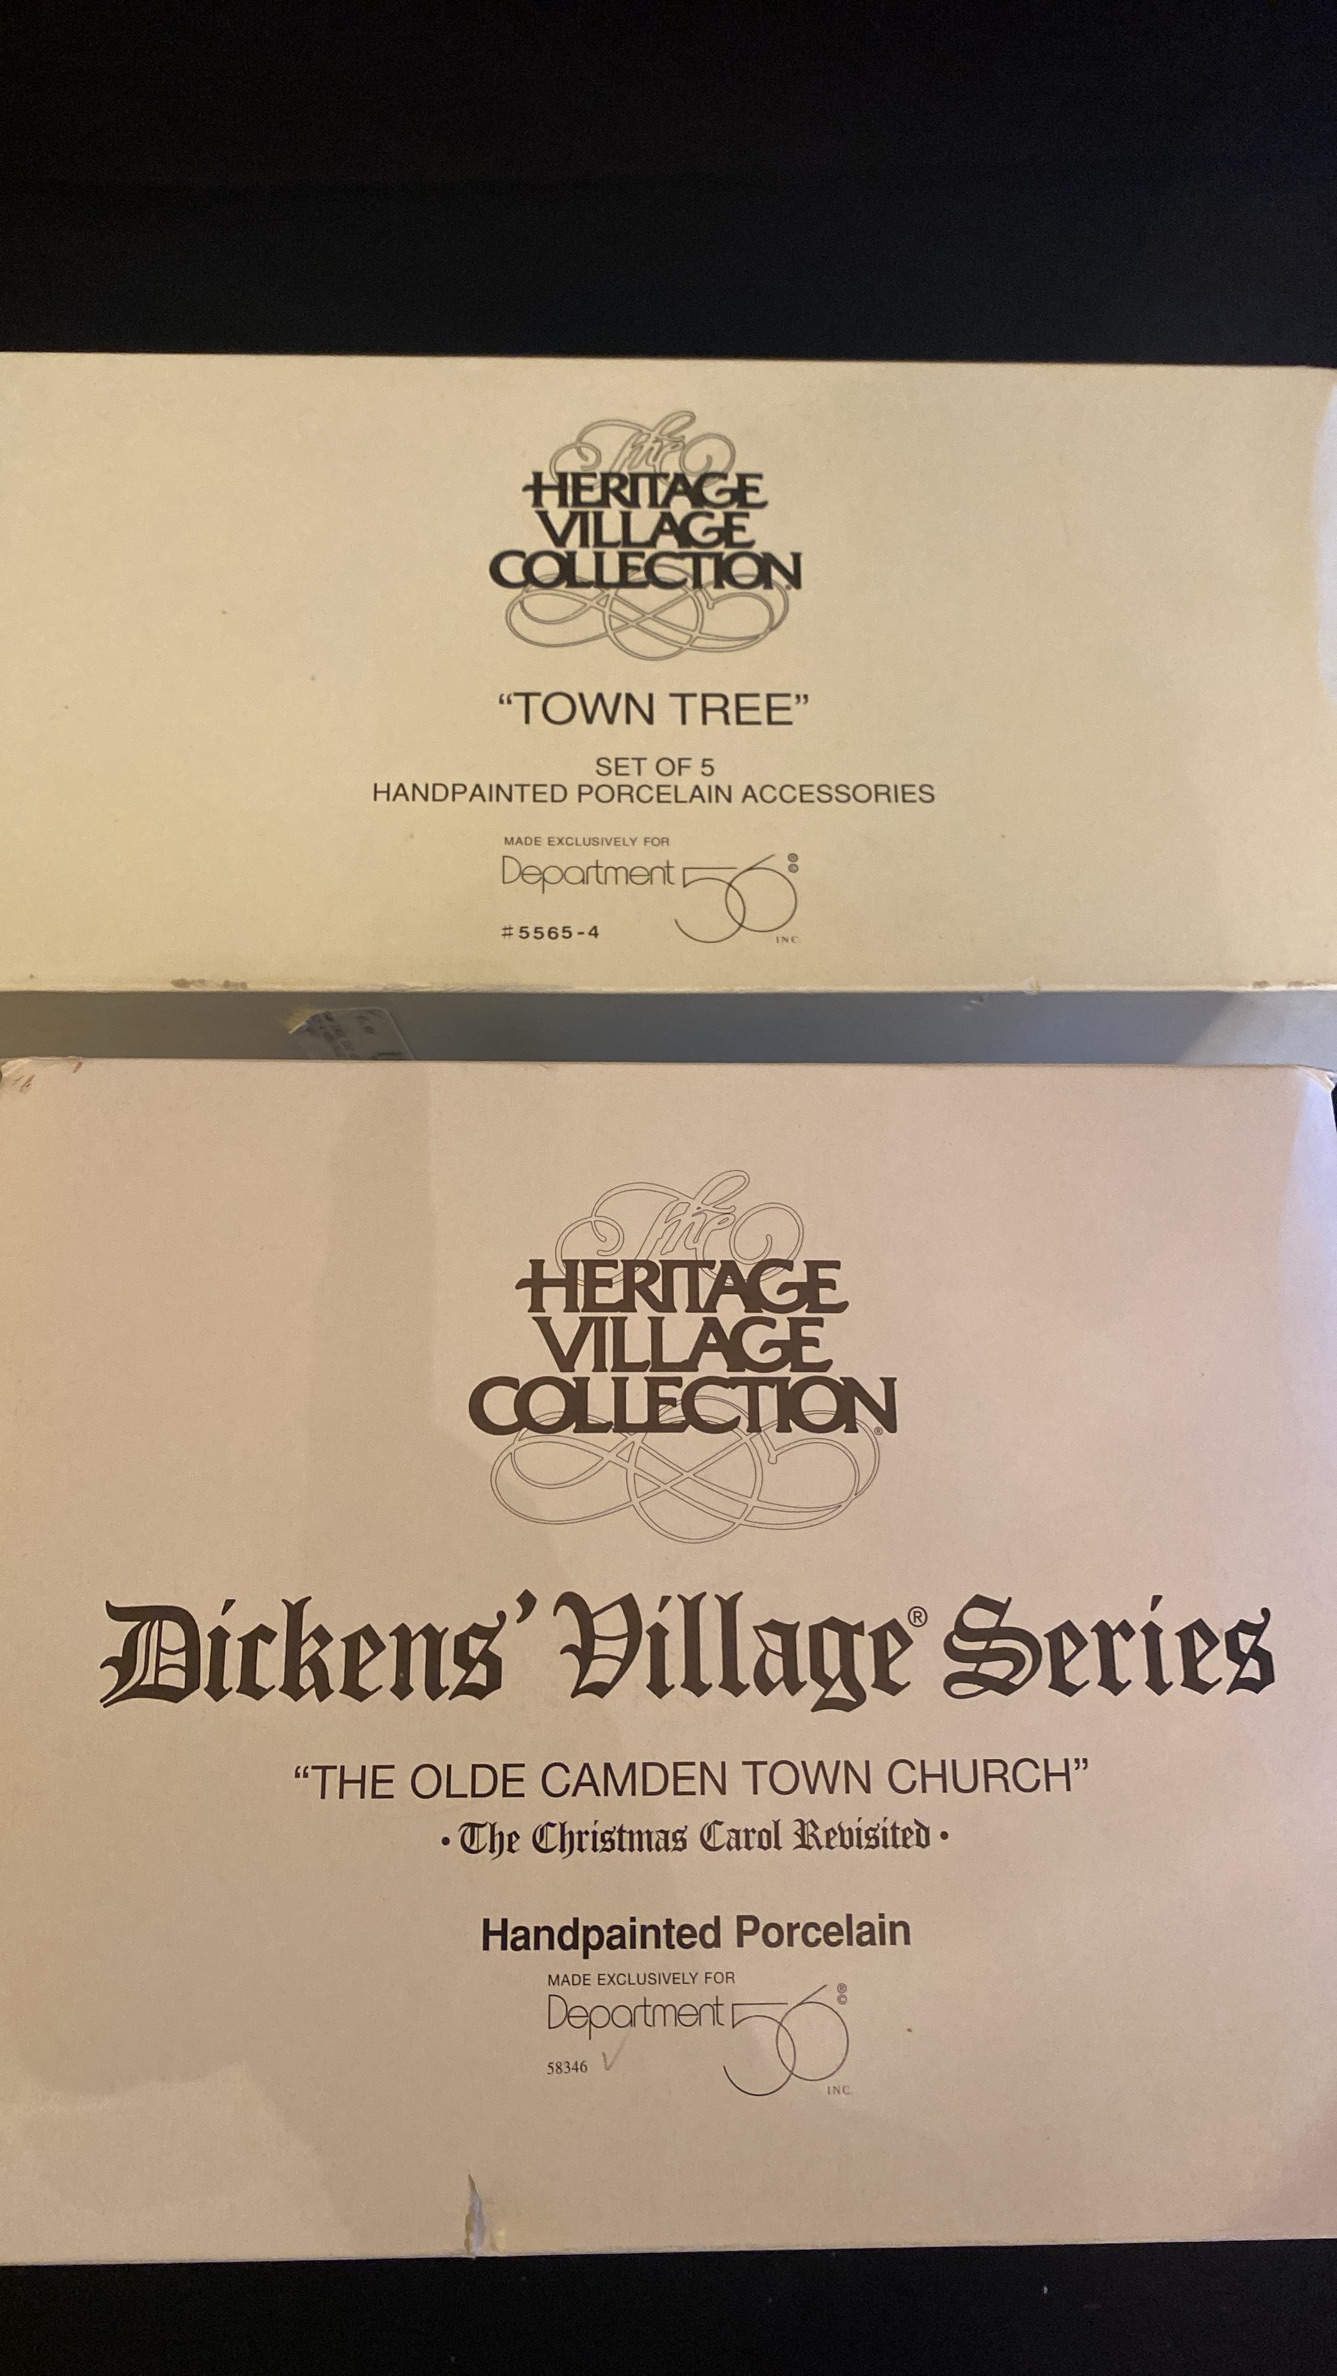 The
HERITAGE
VILLAGE
COLLECTION
“TOWN TREE”
SET OF 5
HANDPAINTED PORCELAIN ACCESSORIES
MADE EXCLUSIVELY FOR
Department 56
#5565-4
INC.
The
HERITAGE
VILLAGE
COLLECTION®
Dickens’ Village® Series
“THE OLDE CAMDEN TOWN CHURCH”
• The Christmas Carol Revisited •
Handpainted Porcelain
MADE EXCLUSIVELY FOR
Department 56 ® ©
58346
INC.